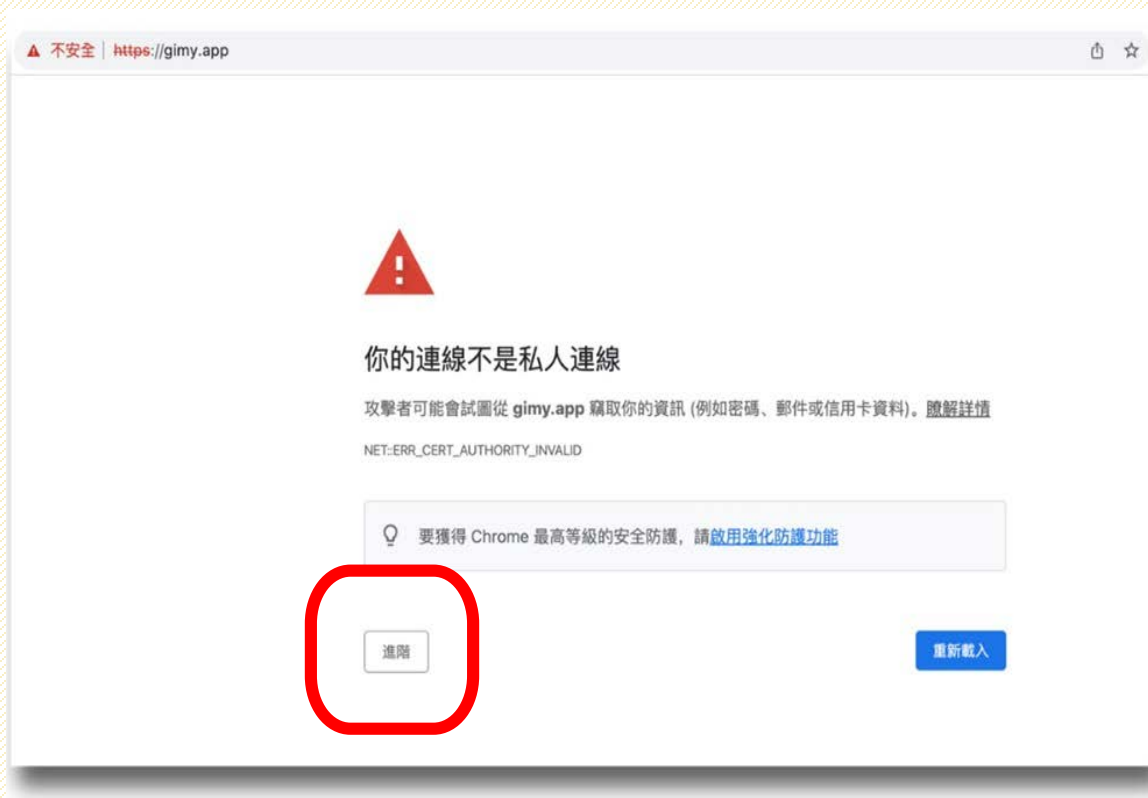 不安全 | https://gimy.app
你的連線不是私人連線
攻擊者可能會試圖從 gimy.app 竊取你的資訊 (例如密碼、郵件或信用卡資料)。瞭解詳情
NET::ERR_CERT_AUTHORITY_INVALID
要獲得 Chrome 最高等級的安全防護，請啟用強化防護功能
進階
重新載入